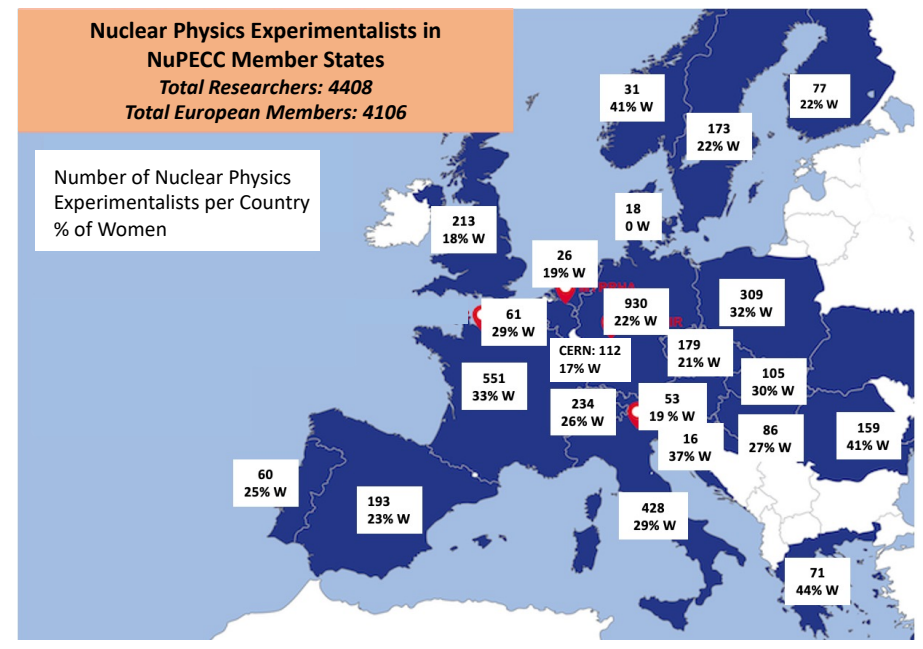 Nuclear Physics Experimentalists in
NuPECC Member States
Total Researchers: 4408
Total European Members: 4106
Number of Nuclear Physics
Experimentalists per Country
% of Women
31
41% W
77
22% W
173
22% W
18
0 W
213
18% W
26
19% W
61
29% W
930
22% W
309
32% W
CERN: 112
17% W
179
21% W
551
33% W
105
30% W
234
26% W
53
19 % W
16
37% W
86
27% W
159
41% W
60
25% W
193
23% W
428
29% W
71
44% W